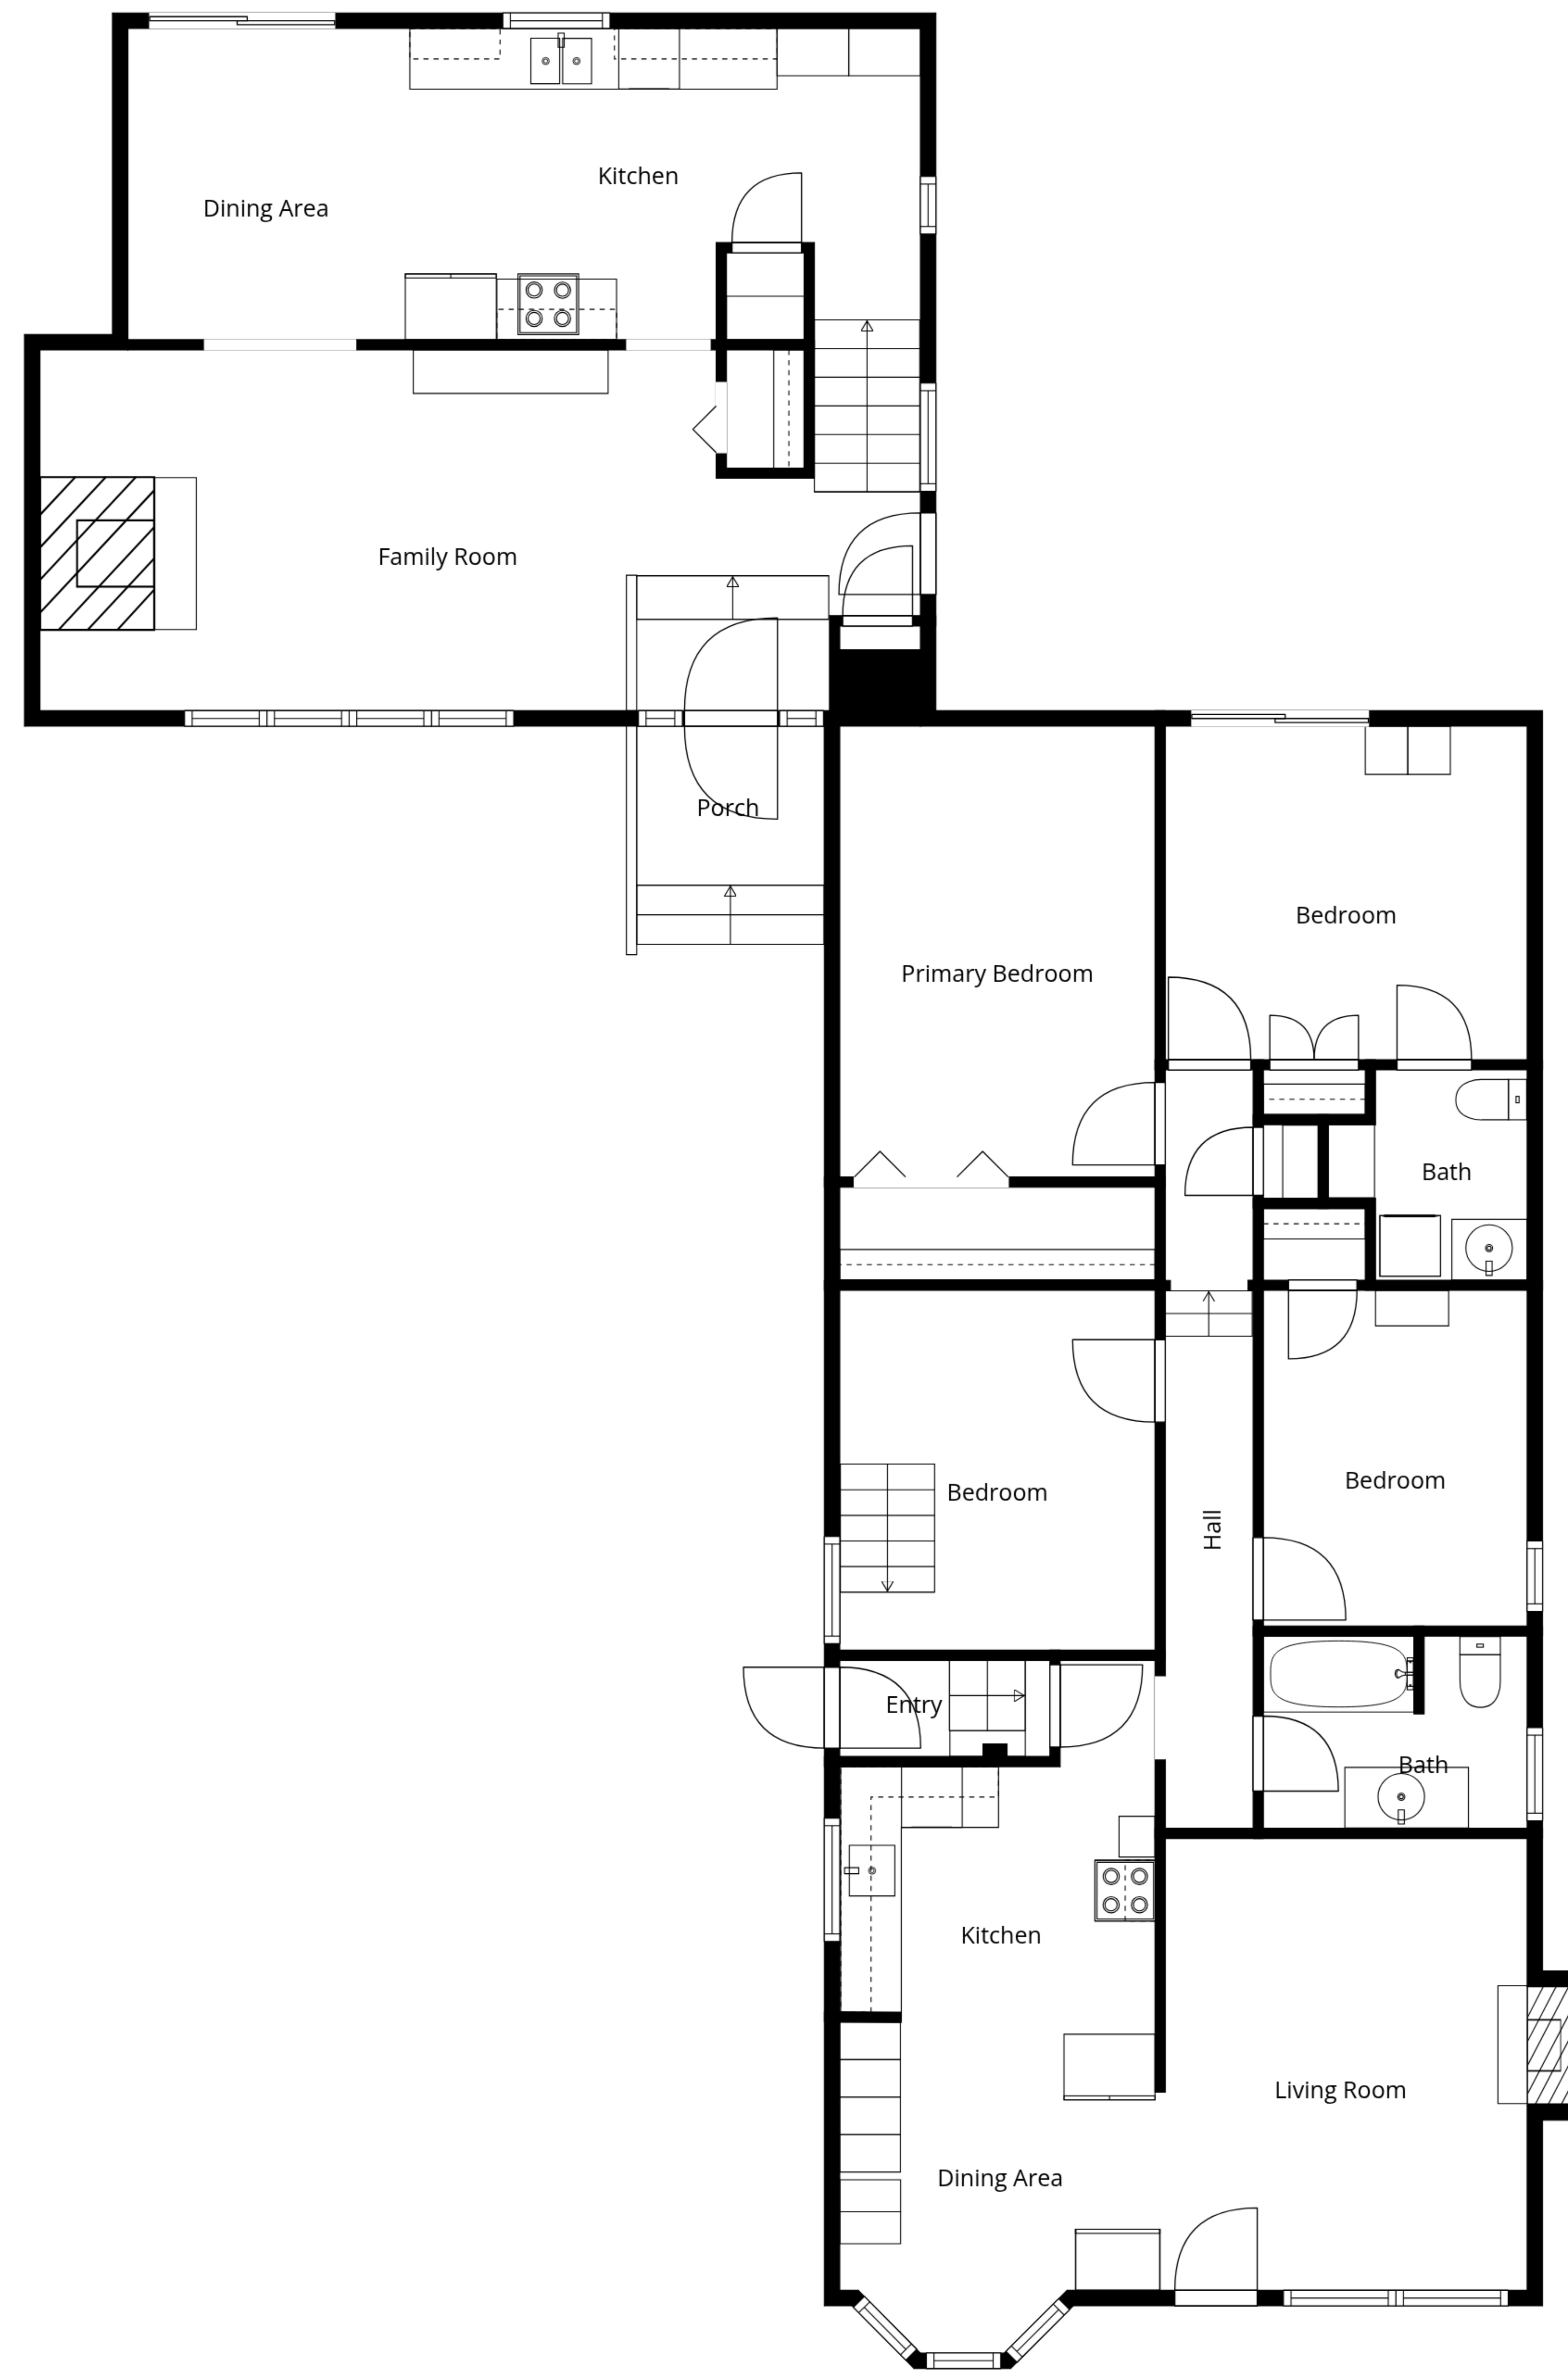 Kitchen
Dining Area
Family Room
Porch
Bedroom
Primary Bedroom
Bath
Bedroom
Bedroom
Hall
Entry
Bath
Kitchen
Living Room
Dining Area